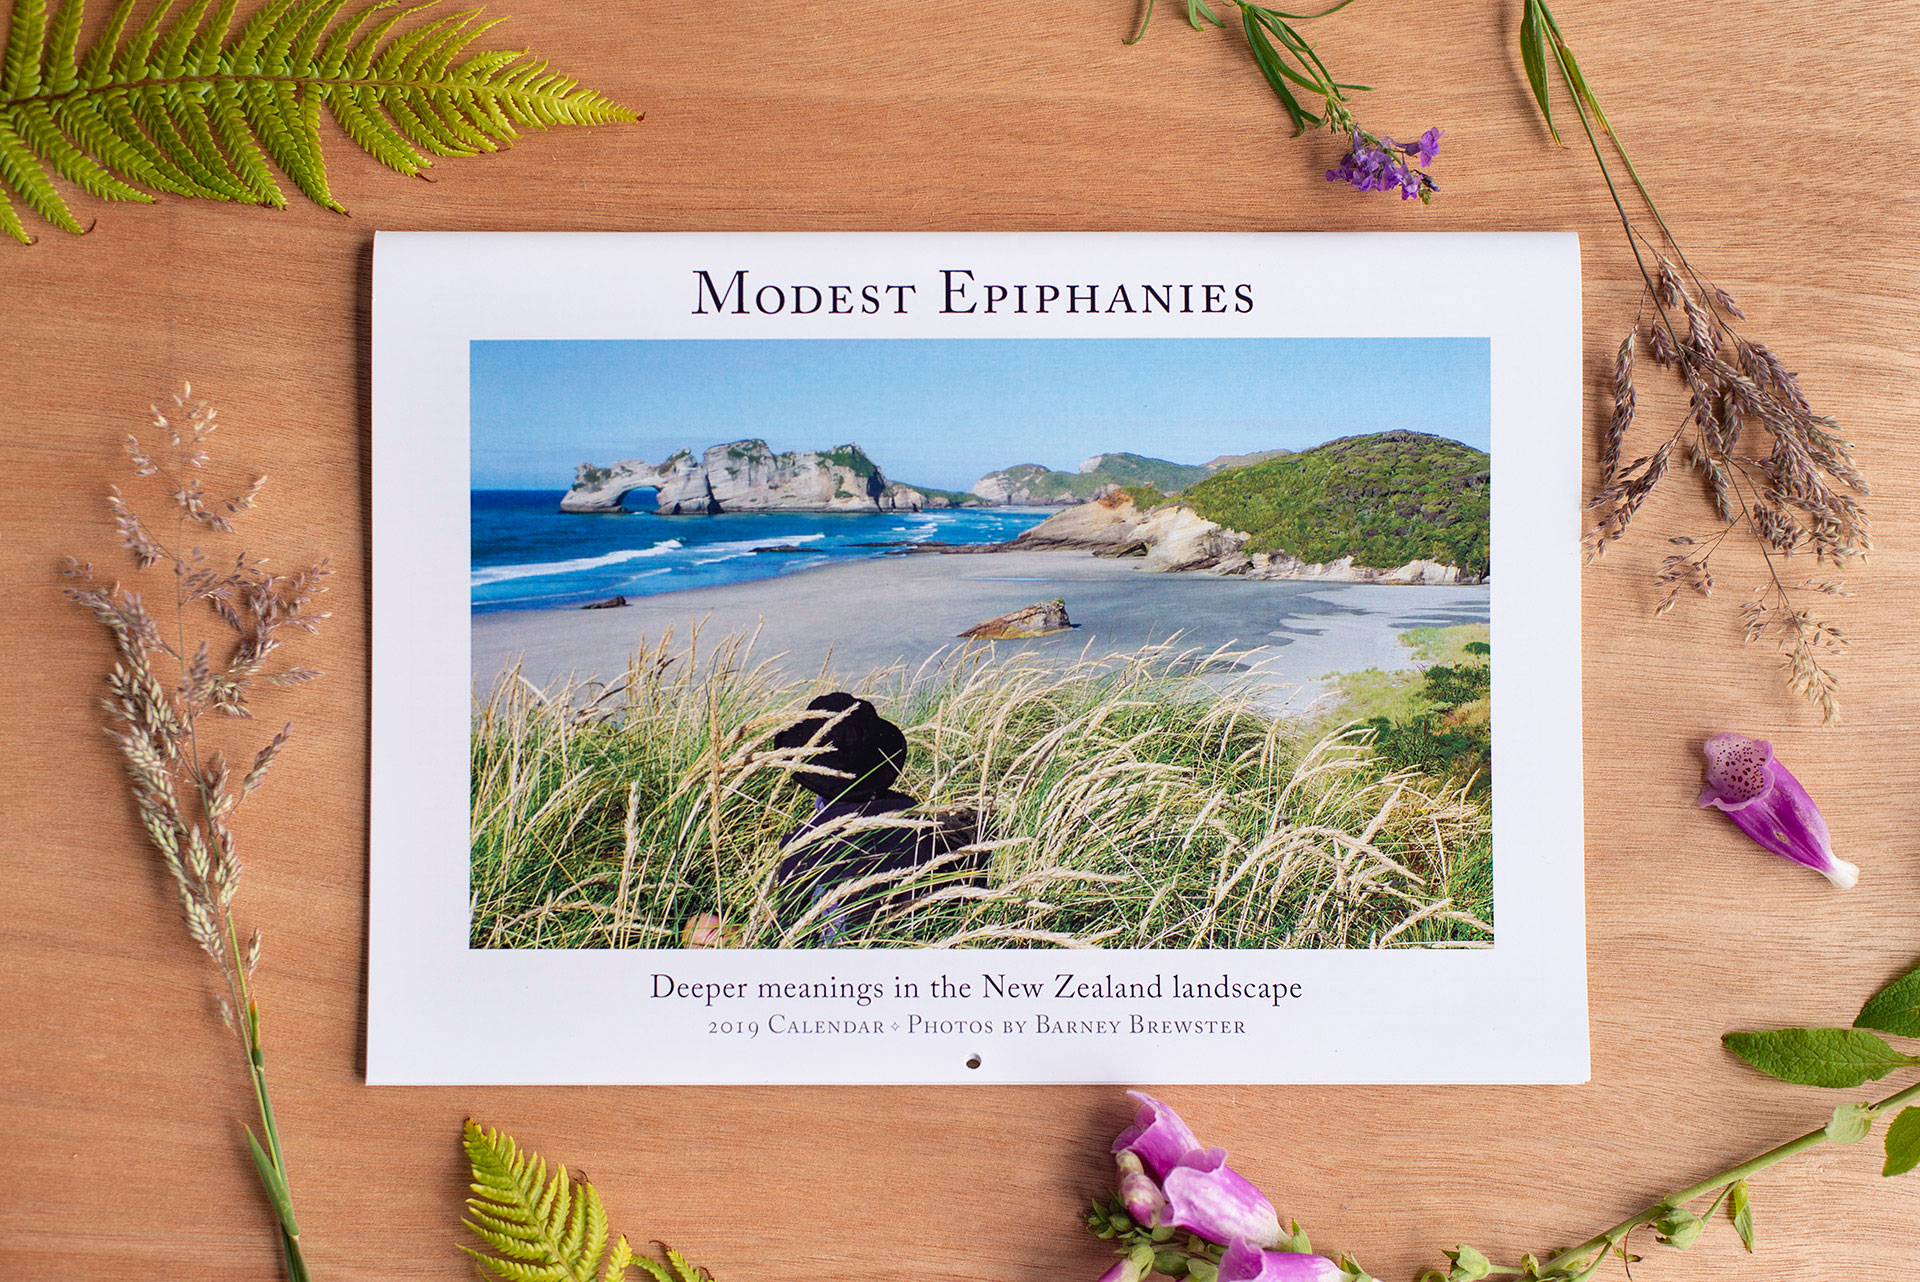 Modest Epiphanies
Deeper meanings in the New Zealand landscape
2019 Calendar ✧ Photos by Barney Brewster